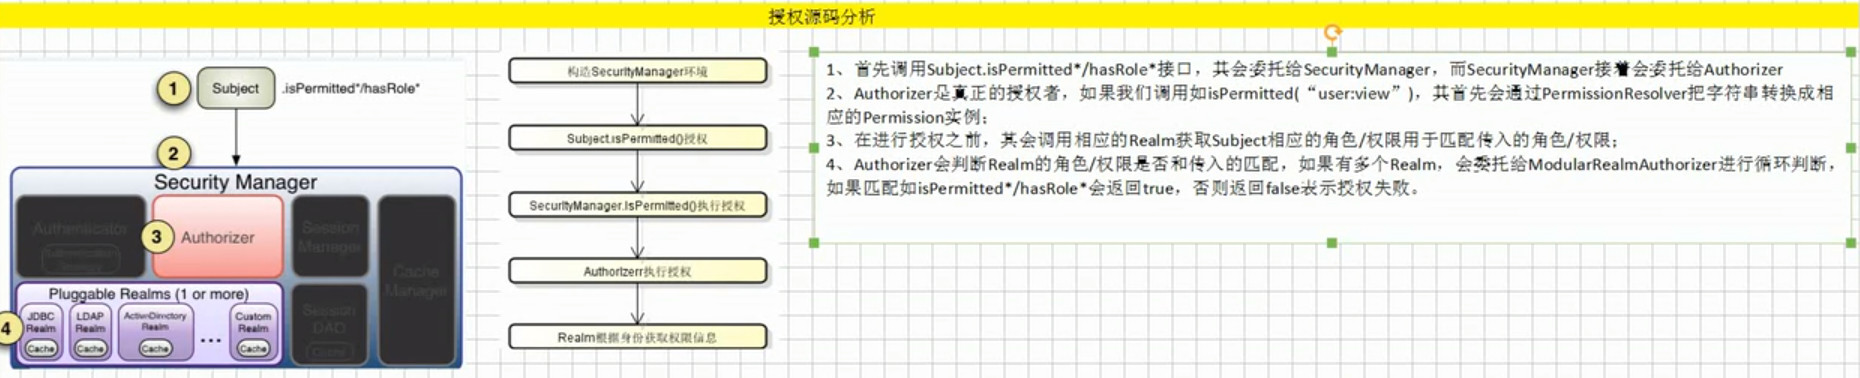 授权源码分析
1
Subject
.isPermitted*/hasRole*
2
Security Manager
Authenticator
Authentication Strategy
3
Authorizer
Session Manager
Cache Manager
Pluggable Realms (1 or more)
4
JDBC Realm
Cache
LDAP Realm
Cache
ActiveDirectory Realm
Cache
...
Custom Realm
Cache
Session DAO
构造SecurityManager环境
Subject.isPermitted()授权
SecurityManager.isPermitted()执行授权
Authorizerr执行授权
Realm根据身份获取权限信息
1、首先调用Subject.isPermitted*/hasRole*接口，其会委托给SecurityManager，而SecurityManager接着会委托给Authorizer
2、Authorizer是真正的授权者，如果我们调用如isPermitted(“user:view”)，其首先会通过PermissionResolver把字符串转换成相
应的Permission实例；
3、在进行授权之前，其会调用相应的Realm获取Subject相应的角色/权限用于匹配传入的角色/权限；
4、Authorizer会判断Realm的角色/权限是否和传入的匹配，如果有多个Realm，会委托给ModularRealmAuthorizer进行循环判断，
如果匹配如isPermitted*/hasRole*会返回true，否则返回false表示授权失败。